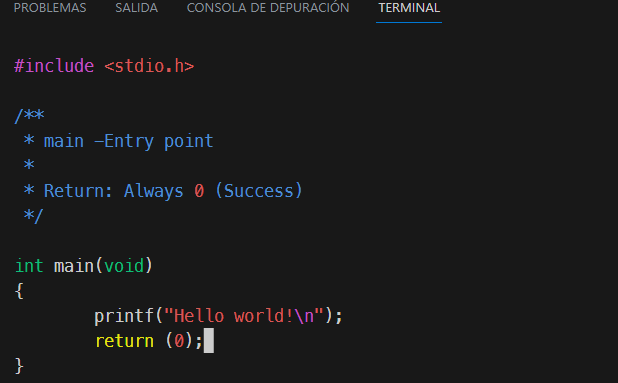 PROBLEMAS SALIDA CONSOLA DE DEPURACIÓN TERMINAL
#include <stdio.h>
/**
 * main -Entry point
 *
 * Return: Always 0 (Success)
 */
int main(void)
{
        printf("Hello world!\n");
        return (0);
}